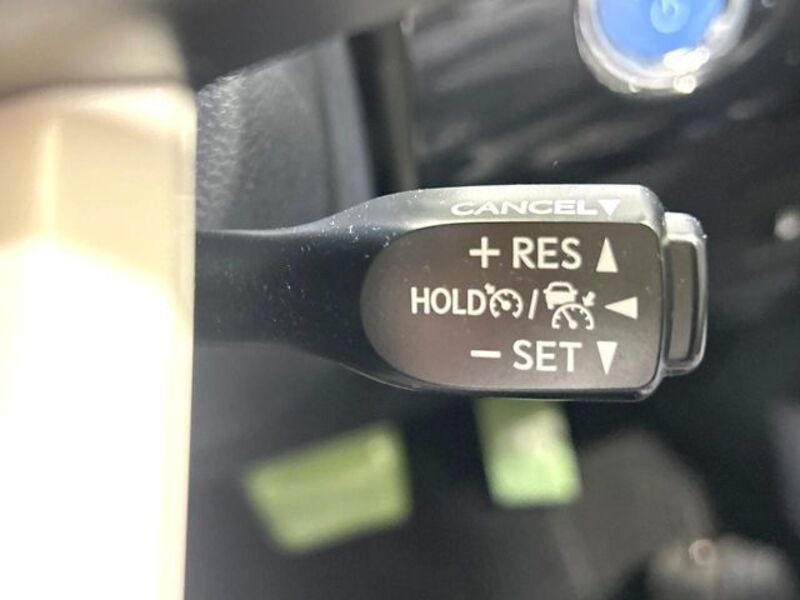 CANCEL▼
+ RES ▲
HOLD / ◀
− SET ▼